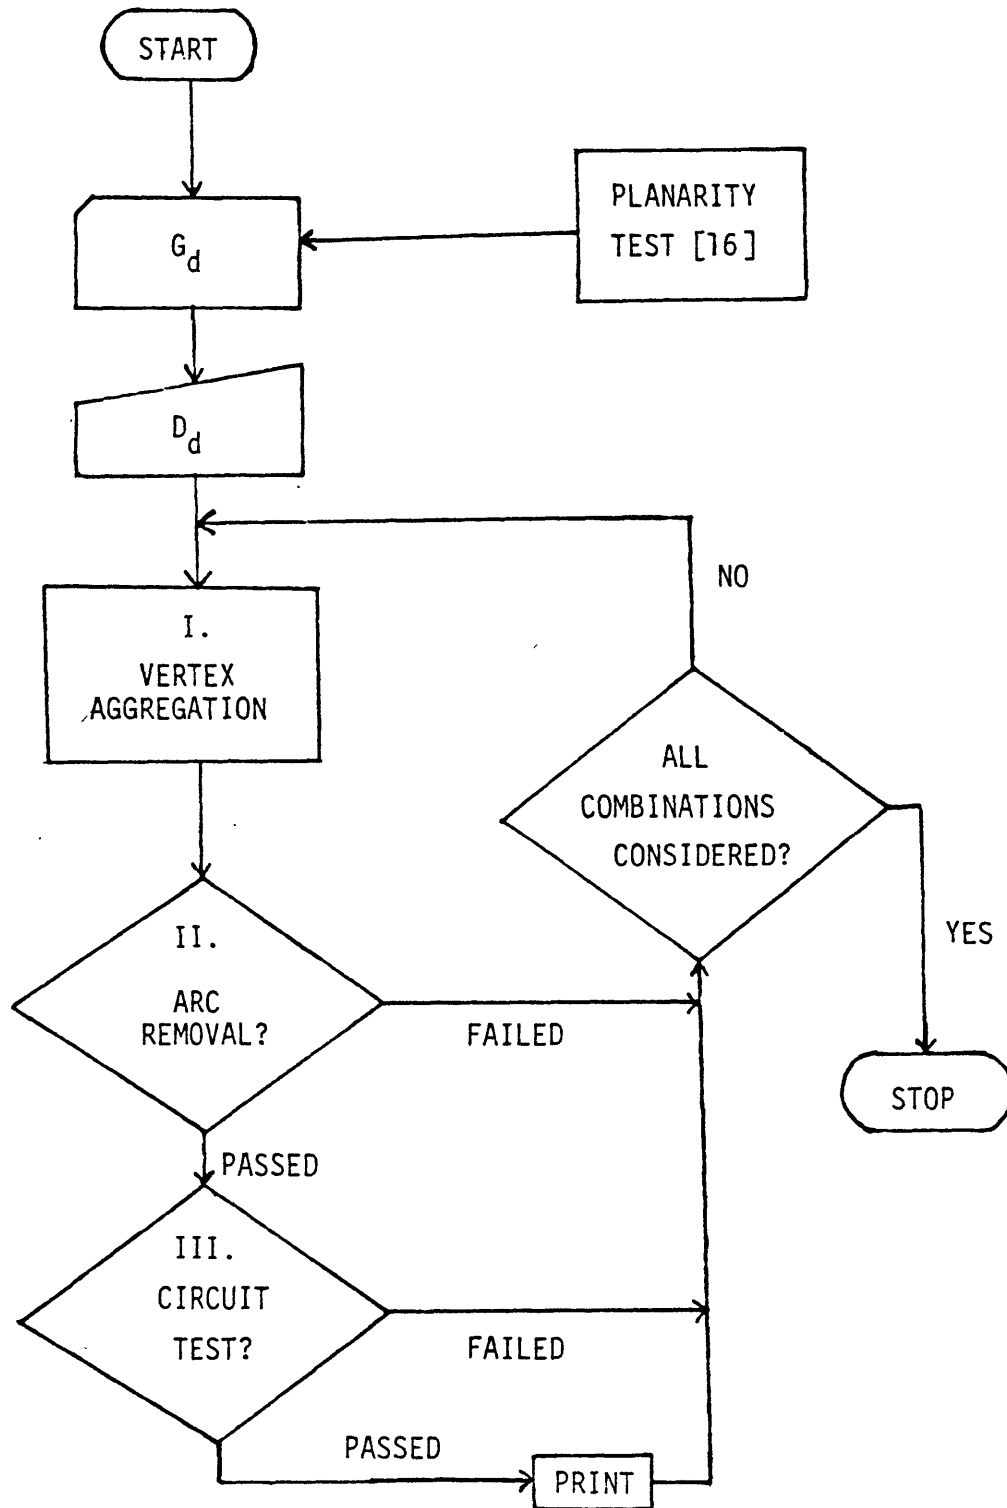 START
PLANARITY
TEST [16]
G_d
D_d
NO
I.
VERTEX
AGGREGATION
ALL
COMBINATIONS
CONSIDERED?
YES
II.
ARC
REMOVAL?
FAILED
STOP
PASSED
III.
CIRCUIT
TEST?
FAILED
PASSED
PRINT